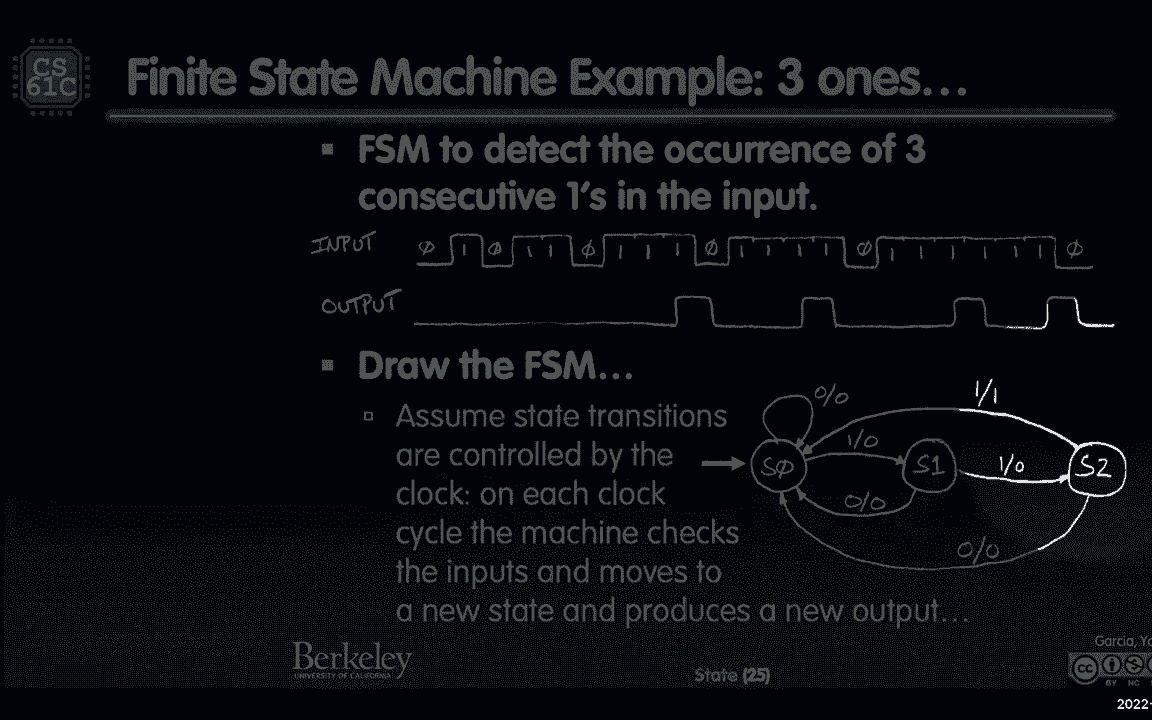 CS
61C
Finite State Machine Example: 3 ones…
▪ FSM to detect the occurrence of 3
consecutive 1's in the input.
INPUT Ø 1 Ø 1 1 Ø 1 1 1 Ø 1 1 1 1 Ø 1 1 1 1 1 1 Ø
OUTPUT
▪ Draw the FSM…
▫ Assume state transitions
are controlled by the
clock: on each clock
cycle the machine checks
the inputs and moves to
a new state and produces a new output…
0/0
1/1
1/0
SØ
S1
1/0
S2
0/0
0/0
Berkeley
UNIVERSITY OF CALIFORNIA
State (25)
Garcia,
cc
BY NC
2022-